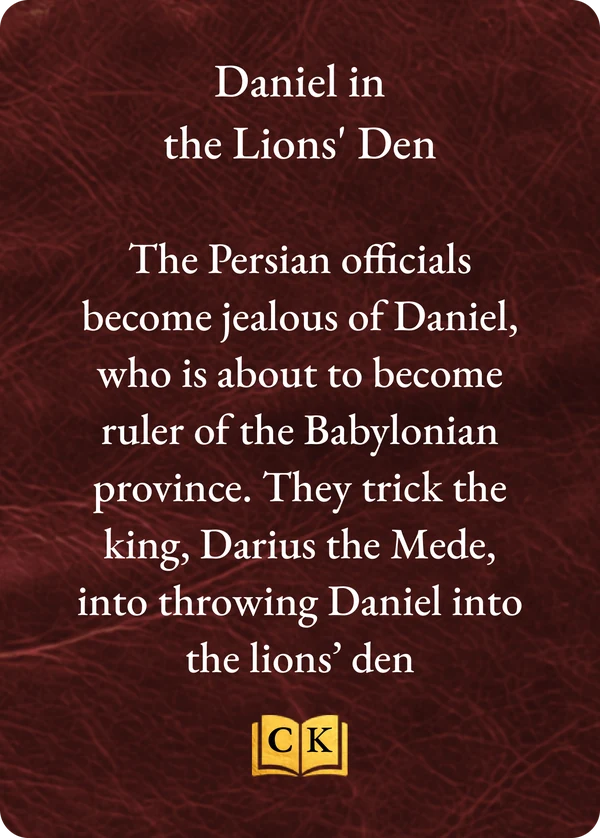 Daniel in
the Lions' Den
The Persian officials
become jealous of Daniel,
who is about to become
ruler of the Babylonian
province. They trick the
king, Darius the Mede,
into throwing Daniel into
the lions’ den
C K